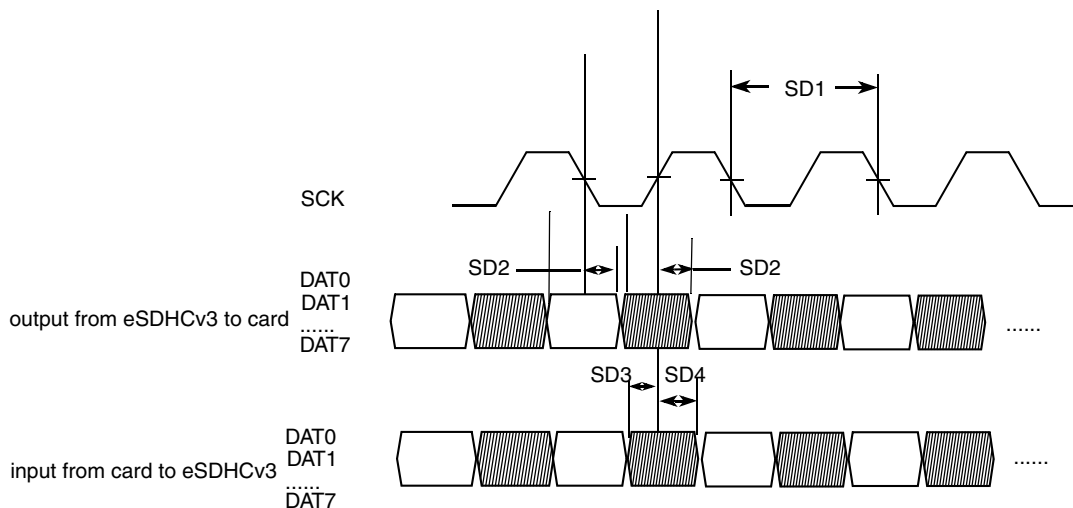 SD1
SCK
SD2
SD2
DAT0
DAT1
output from eSDHCv3 to card
......
DAT7
......
SD3
SD4
DAT0
DAT1
input from card to eSDHCv3
......
DAT7
......